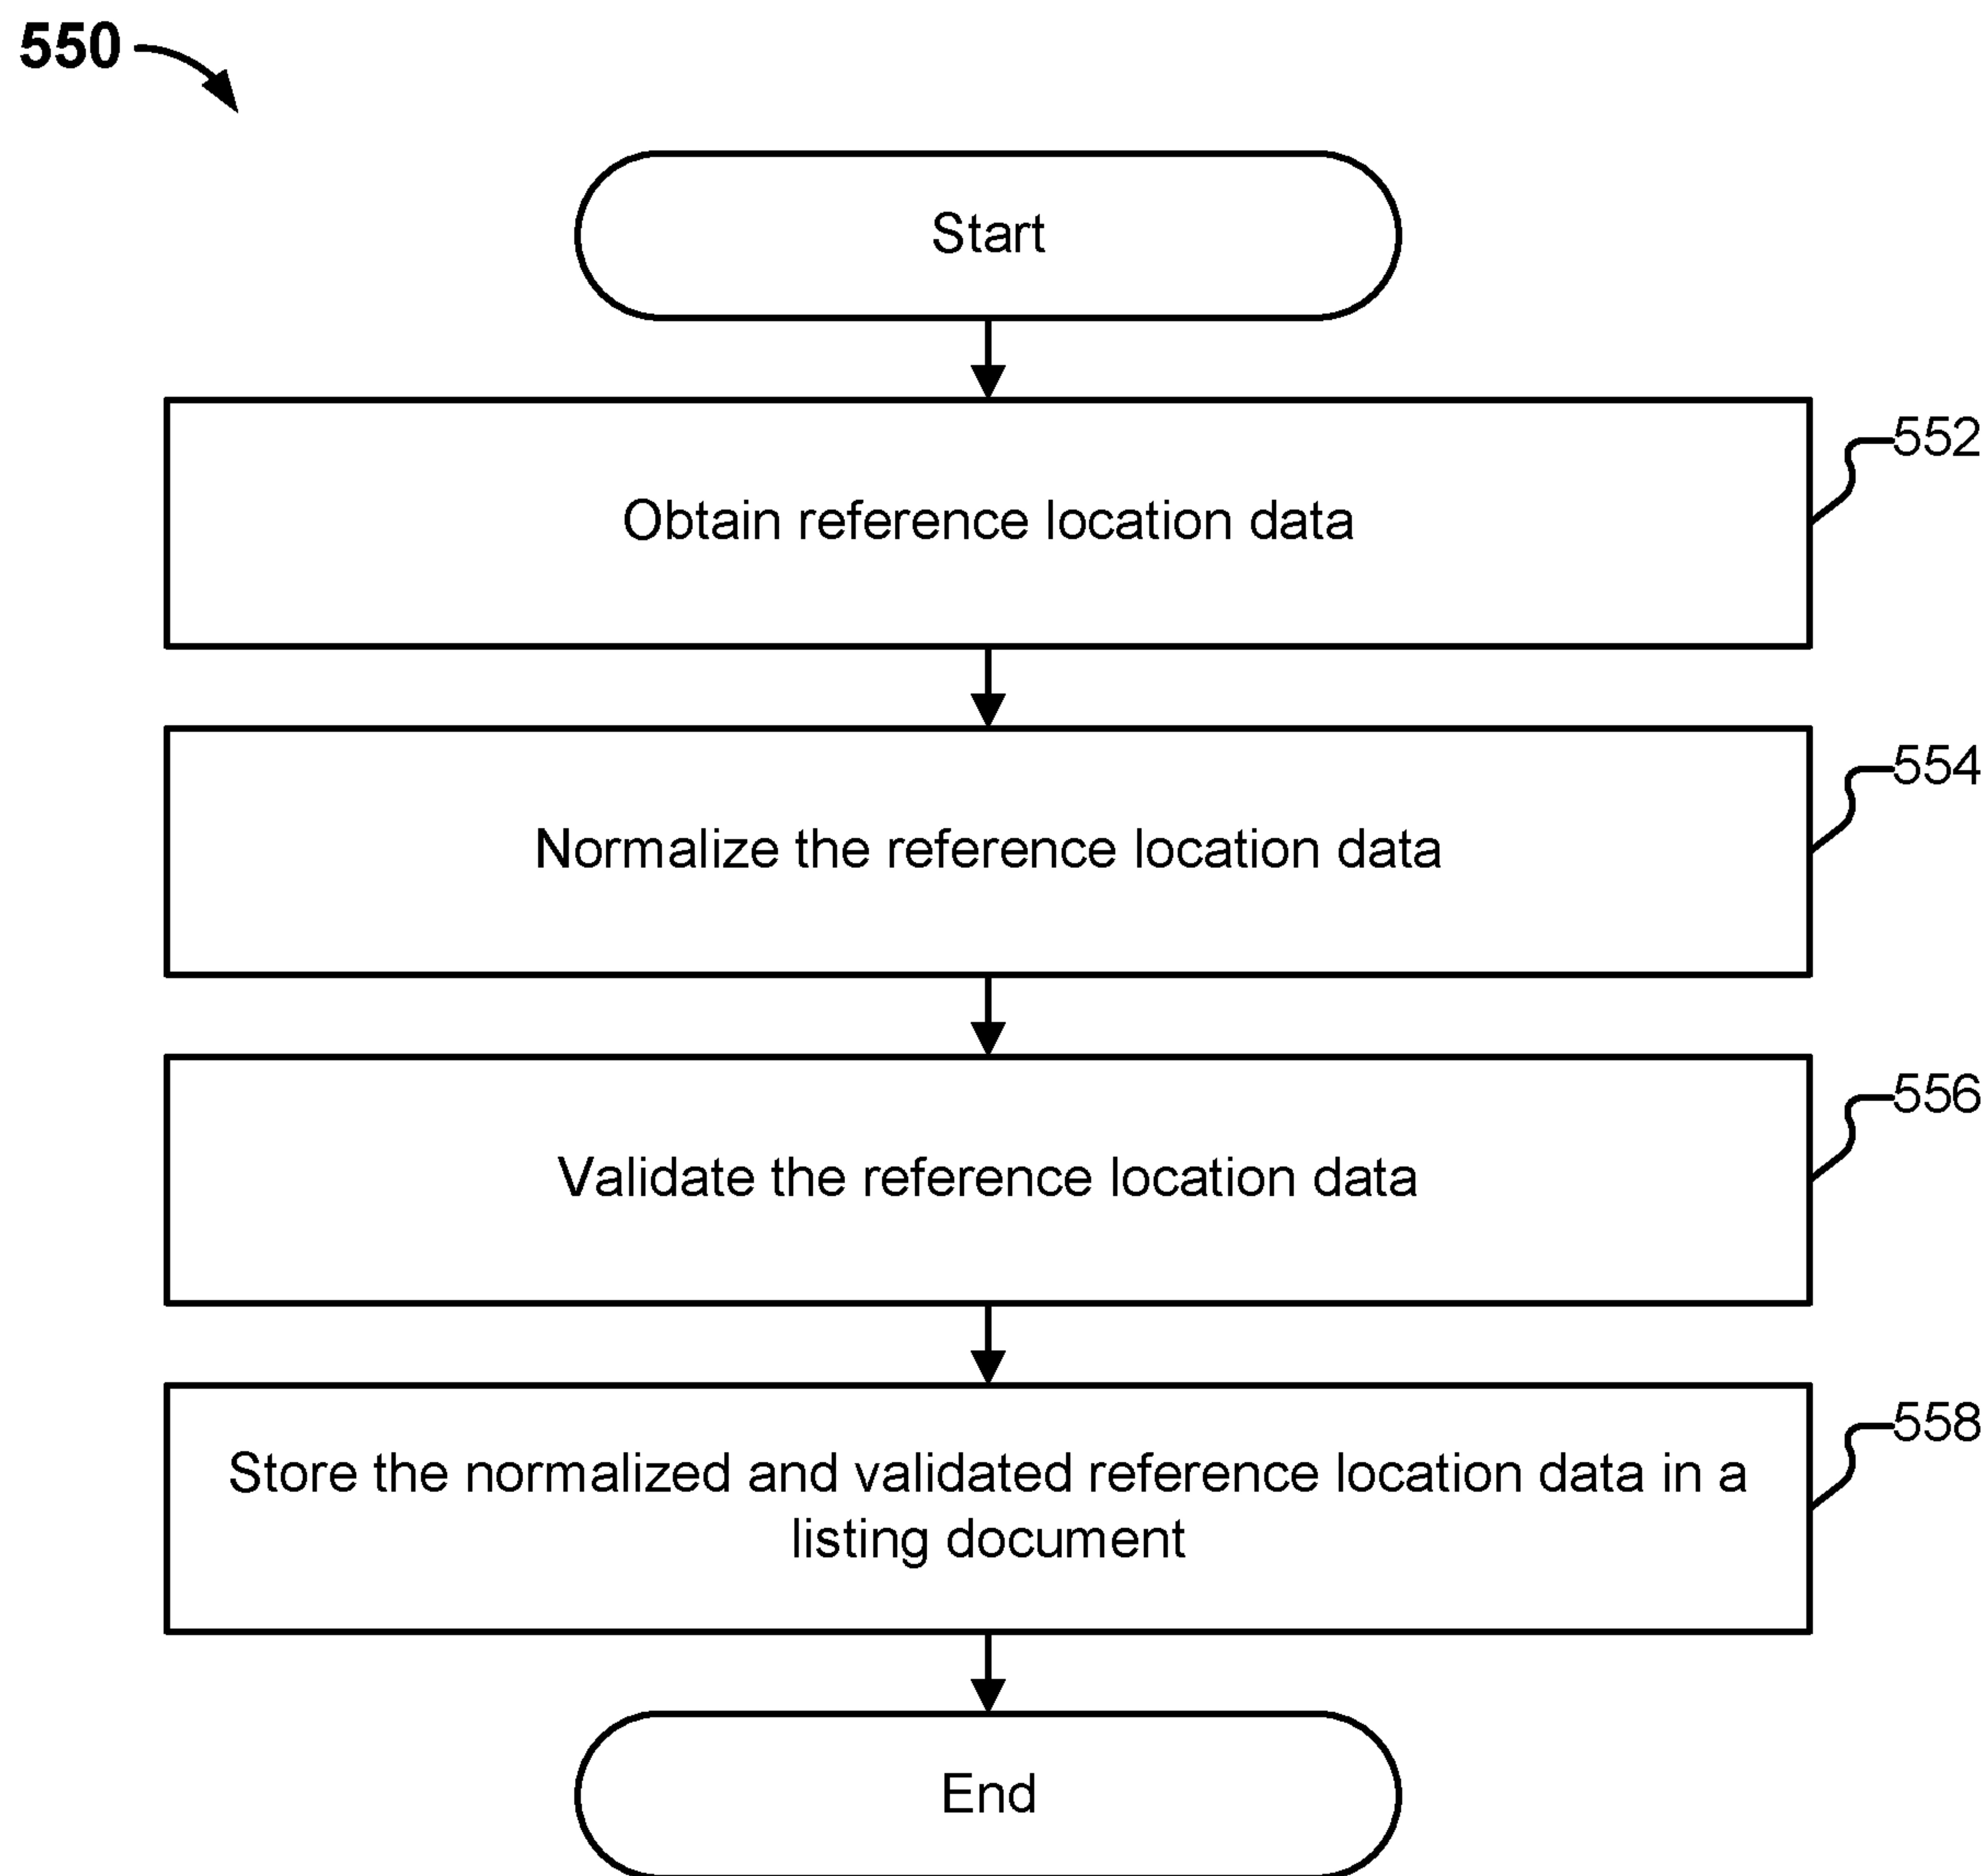 550
Start
552
Obtain reference location data
554
Normalize the reference location data
556
Validate the reference location data
558
Store the normalized and validated reference location data in a
listing document
End